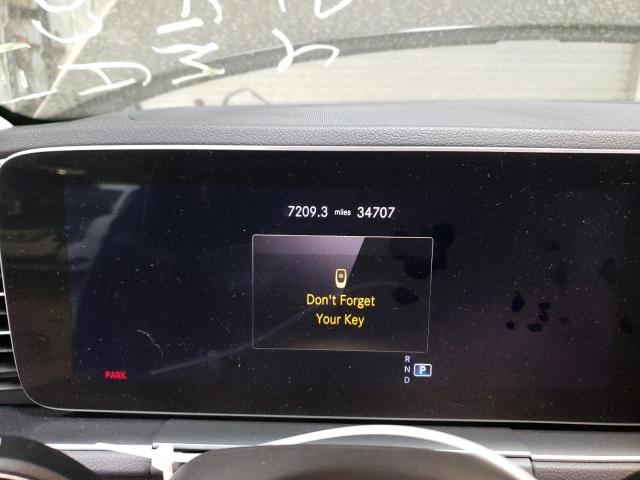 7209.3 miles 34707
Don't Forget
Your Key
PARK
R
N P
D